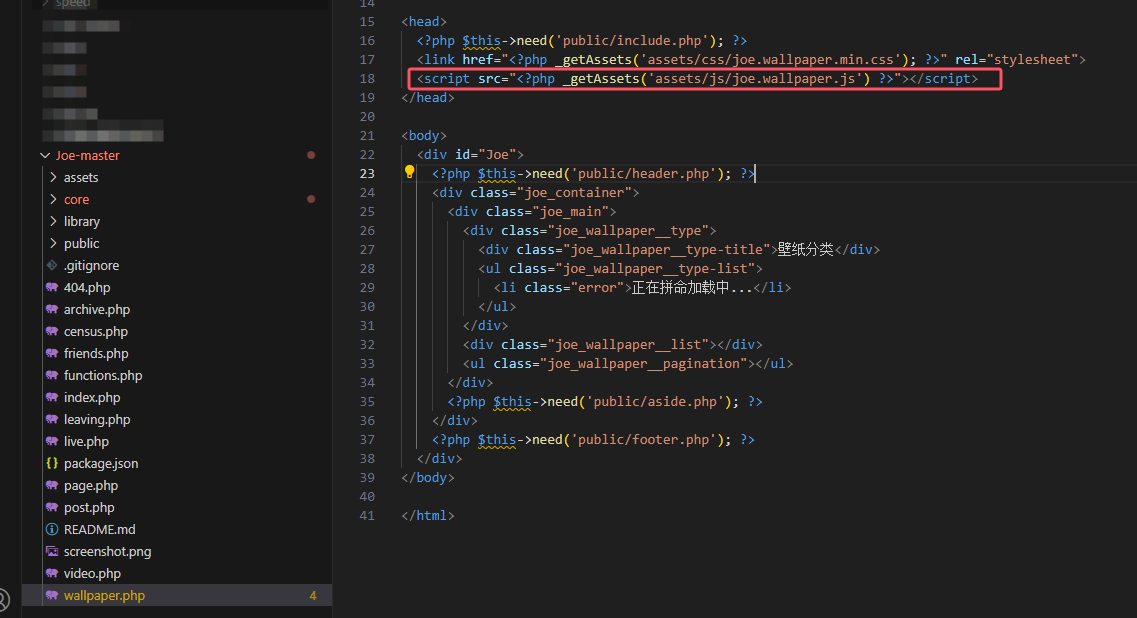 speed
Joe-master
assets
core
library
public
.gitignore
404.php
archive.php
census.php
friends.php
functions.php
index.php
leaving.php
live.php
package.json
page.php
post.php
README.md
screenshot.png
video.php
wallpaper.php 4
14
15 <head>
16 <?php $this->need('public/include.php'); ?>
17 <link href="<?php _getAssets('assets/css/joe.wallpaper.min.css'); ?>" rel="stylesheet">
18 <script src="<?php _getAssets('assets/js/joe.wallpaper.js') ?>"></script>
19 </head>
20
21 <body>
22 <div id="Joe">
23 <?php $this->need('public/header.php'); ?>
24 <div class="joe_container">
25 <div class="joe_main">
26 <div class="joe_wallpaper__type">
27 <div class="joe_wallpaper__type-title">壁纸分类</div>
28 <ul class="joe_wallpaper__type-list">
29 <li class="error">正在拼命加载中...</li>
30 </ul>
31 </div>
32 <div class="joe_wallpaper__list"></div>
33 <ul class="joe_wallpaper__pagination"></ul>
34 </div>
35 <?php $this->need('public/aside.php'); ?>
36 </div>
37 <?php $this->need('public/footer.php'); ?>
38 </div>
39 </body>
40
41 </html>